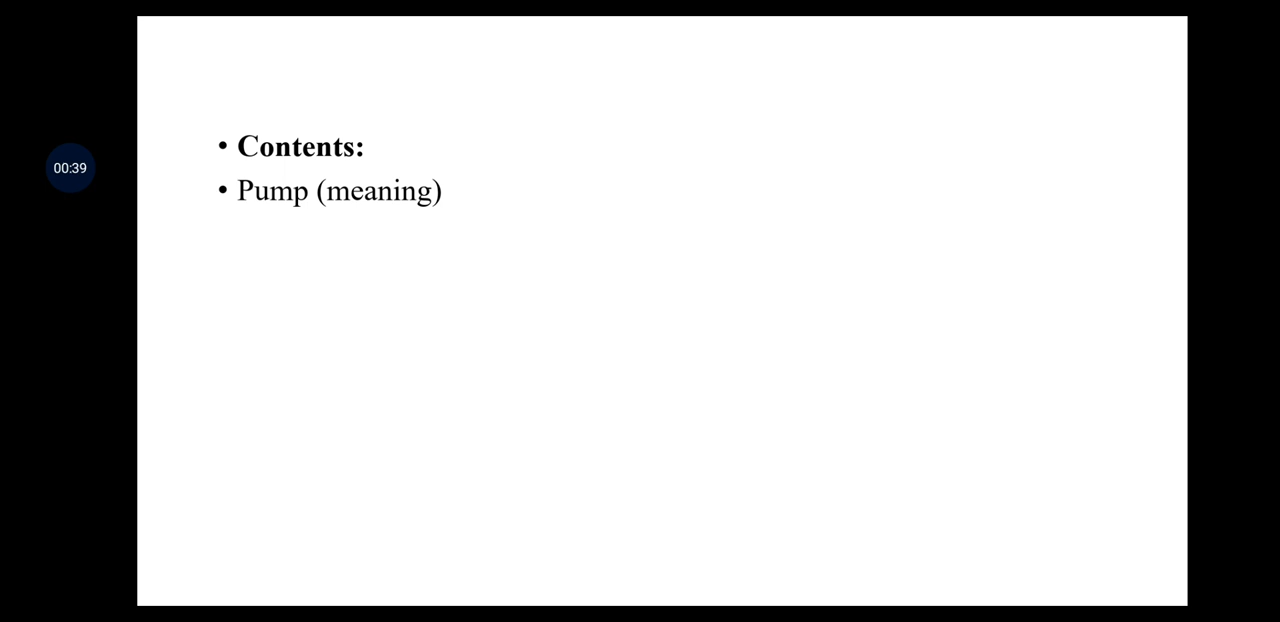 00:39
• Contents:
• Pump (meaning)